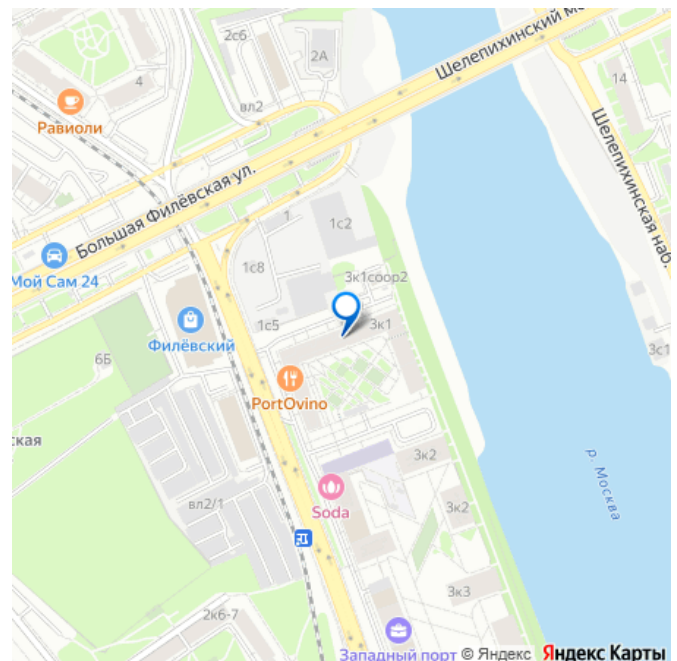 2с6
2А
Шелепихинский мо
4
вл2
14
Равиоли
Шелепихинская наб.
Большая Филёвская ул.
1
1с2
Мой Сам 24
1с8
3к1соор2
1с5
3к1
Филёвский
3с1
6Б
PortOvino
ская
3к2
р. Москва
Soda
вл2/1
3к2
3к3
2к6-7
Западный порт
© Яндекс Яндекс Карты